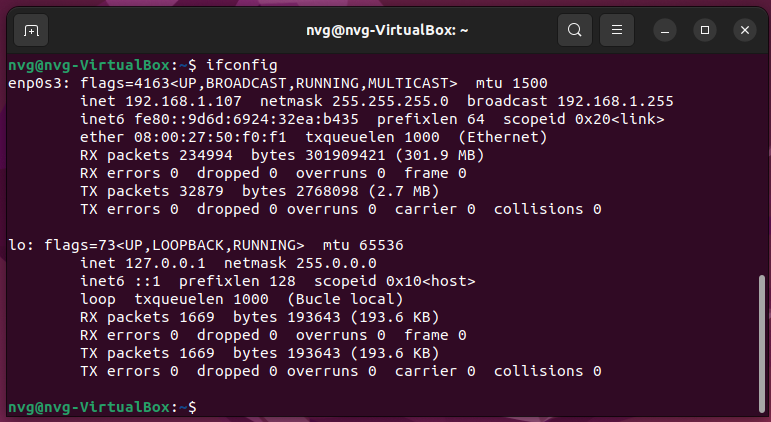 nvg@nvg-VirtualBox: ~
nvg@nvg-VirtualBox:~$ ifconfig
enp0s3: flags=4163<UP,BROADCAST,RUNNING,MULTICAST>  mtu 1500
        inet 192.168.1.107  netmask 255.255.255.0  broadcast 192.168.1.255
        inet6 fe80::9d6d:6924:32ea:b435  prefixlen 64  scopeid 0x20<link>
        ether 08:00:27:50:f0:f1  txqueuelen 1000  (Ethernet)
        RX packets 234994  bytes 301909421 (301.9 MB)
        RX errors 0  dropped 0  overruns 0  frame 0
        TX packets 32879  bytes 2768098 (2.7 MB)
        TX errors 0  dropped 0 overruns 0  carrier 0  collisions 0
lo: flags=73<UP,LOOPBACK,RUNNING>  mtu 65536
        inet 127.0.0.1  netmask 255.0.0.0
        inet6 ::1  prefixlen 128  scopeid 0x10<host>
        loop  txqueuelen 1000  (Bucle local)
        RX packets 1669  bytes 193643 (193.6 KB)
        RX errors 0  dropped 0  overruns 0  frame 0
        TX packets 1669  bytes 193643 (193.6 KB)
        TX errors 0  dropped 0 overruns 0  carrier 0  collisions 0
nvg@nvg-VirtualBox:~$